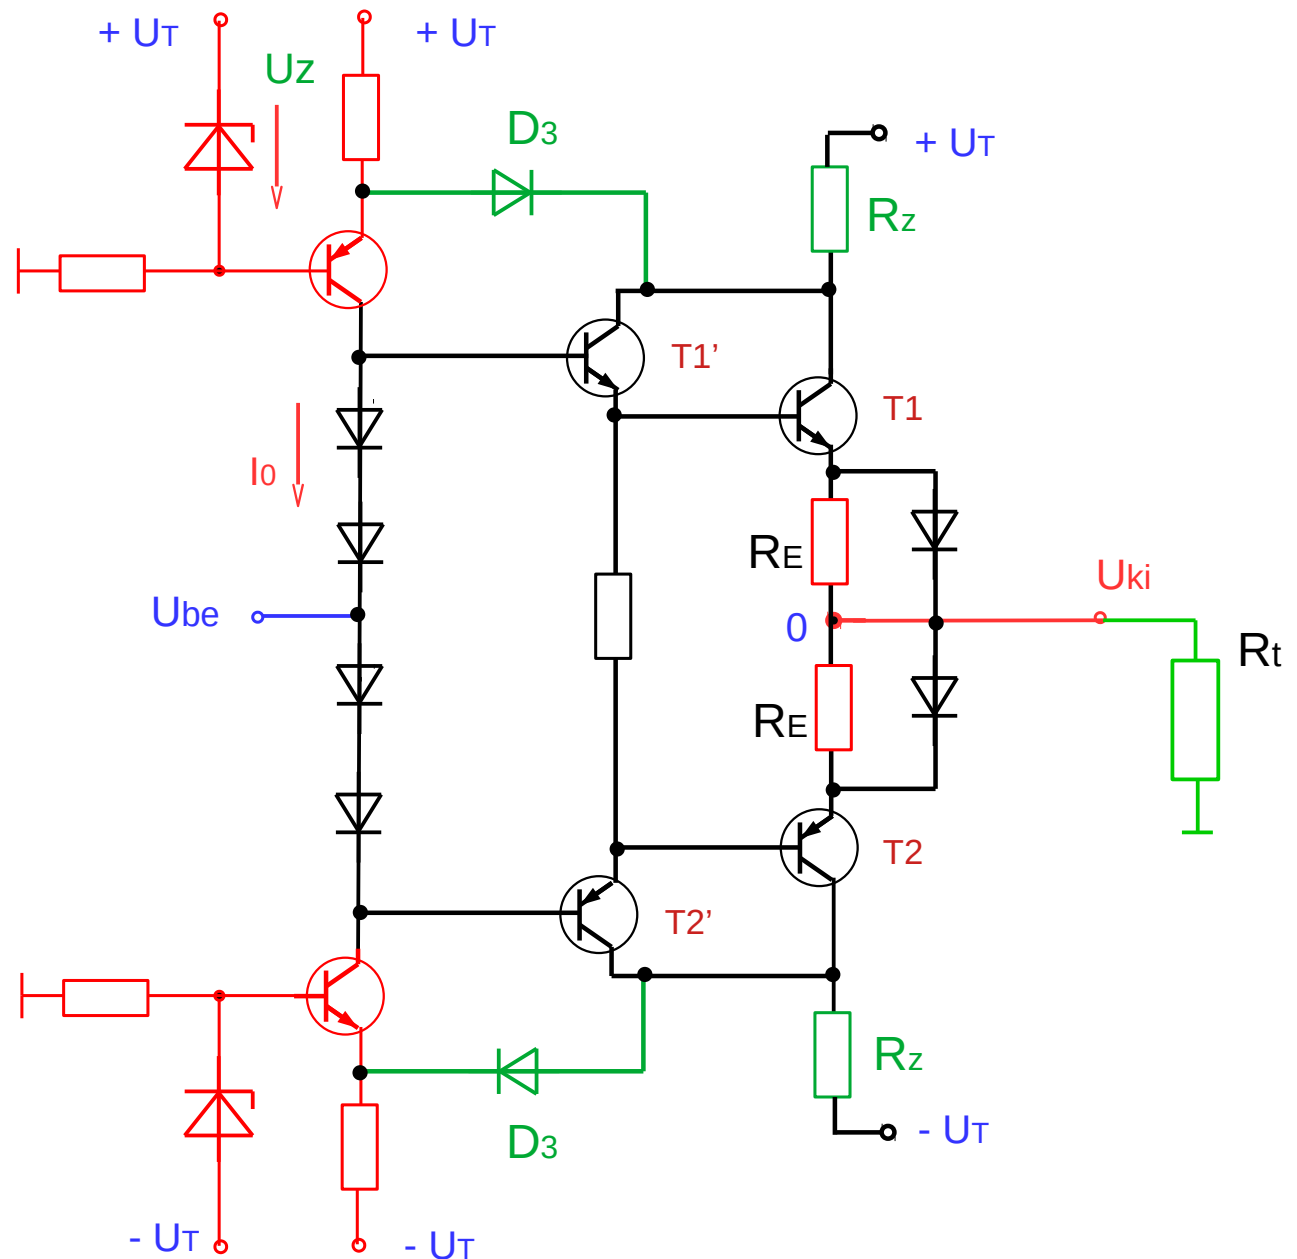 + UT
+ UT
Uz
D3
+ UT
Rz
T1’
T1
I0
RE
Uki
Ube
0
Rt
RE
T2
T2’
Rz
D3
- UT
- UT
- UT